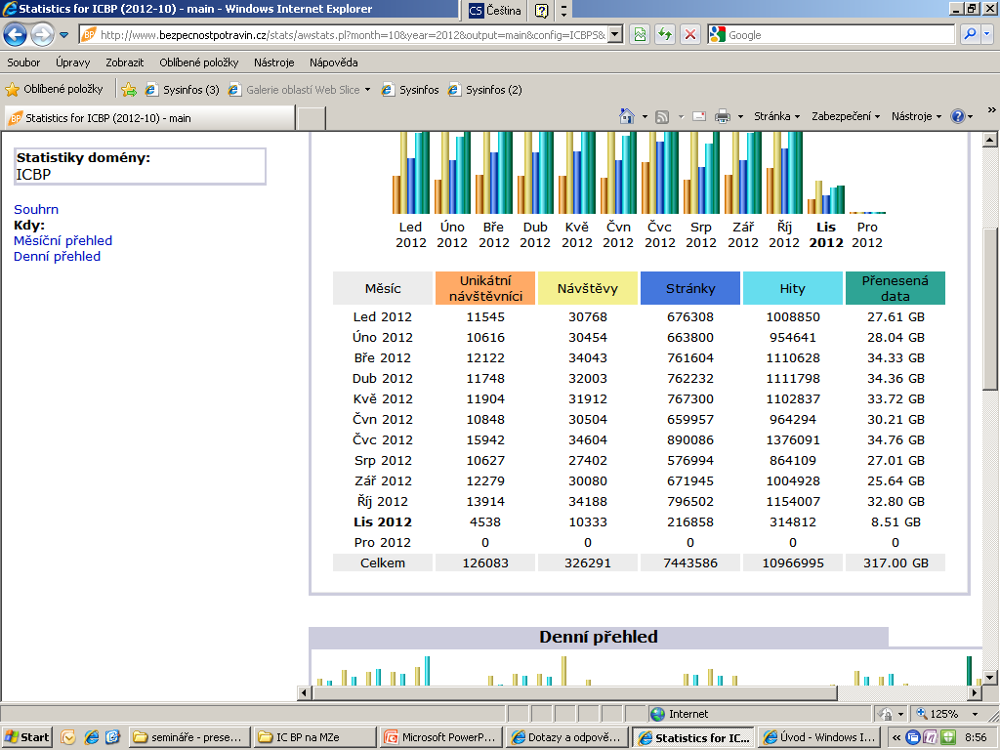 Statistics for ICBP (2012-10) - main - Windows Internet Explorer
CS Čeština
http://www.bezpecnostpotravin.cz/stats/awstats.pl?month=10&year=2012&output=main&config=ICBPS&
Google
Soubor Úpravy Zobrazit Oblíbené položky Nástroje Nápověda
Oblíbené položky Sysinfos (3) Galerie oblastí Web Slice Sysinfos Sysinfos (2)
BP Statistics for ICBP (2012-10) - main
Stránka Zabezpečení Nástroje »
Statistiky domény:
ICBP
Souhrn
Kdy:
Měsíční přehled
Denní přehled
Led Úno Bře Dub Kvě Čvn Čvc Srp Zář Říj Lis Pro
2012 2012 2012 2012 2012 2012 2012 2012 2012 2012 2012 2012
Měsíc Unikátní návštěvníci Návštěvy Stránky Hity Přenesená data
Led 2012 11545 30768 676308 1008850 27.61 GB
Úno 2012 10616 30454 663800 954641 28.04 GB
Bře 2012 12122 34043 761604 1110628 34.33 GB
Dub 2012 11748 32003 762232 1111798 34.36 GB
Kvě 2012 11904 31912 767300 1102837 33.72 GB
Čvn 2012 10848 30504 659957 964294 30.21 GB
Čvc 2012 15942 34604 890086 1376091 34.76 GB
Srp 2012 10627 27402 576994 864109 27.01 GB
Zář 2012 12279 30080 671945 1004928 25.64 GB
Říj 2012 13914 34188 796502 1154007 32.80 GB
Lis 2012 4538 10333 216858 314812 8.51 GB
Pro 2012 0 0 0 0 0
Celkem 126083 326291 7443586 10966995 317.00 GB
Denní přehled
Internet 125%
Start semináře - prese... IC BP na MZe Microsoft PowerP... Dotazy a odpově... Statistics for IC... Úvod - Windows I... « 8:56